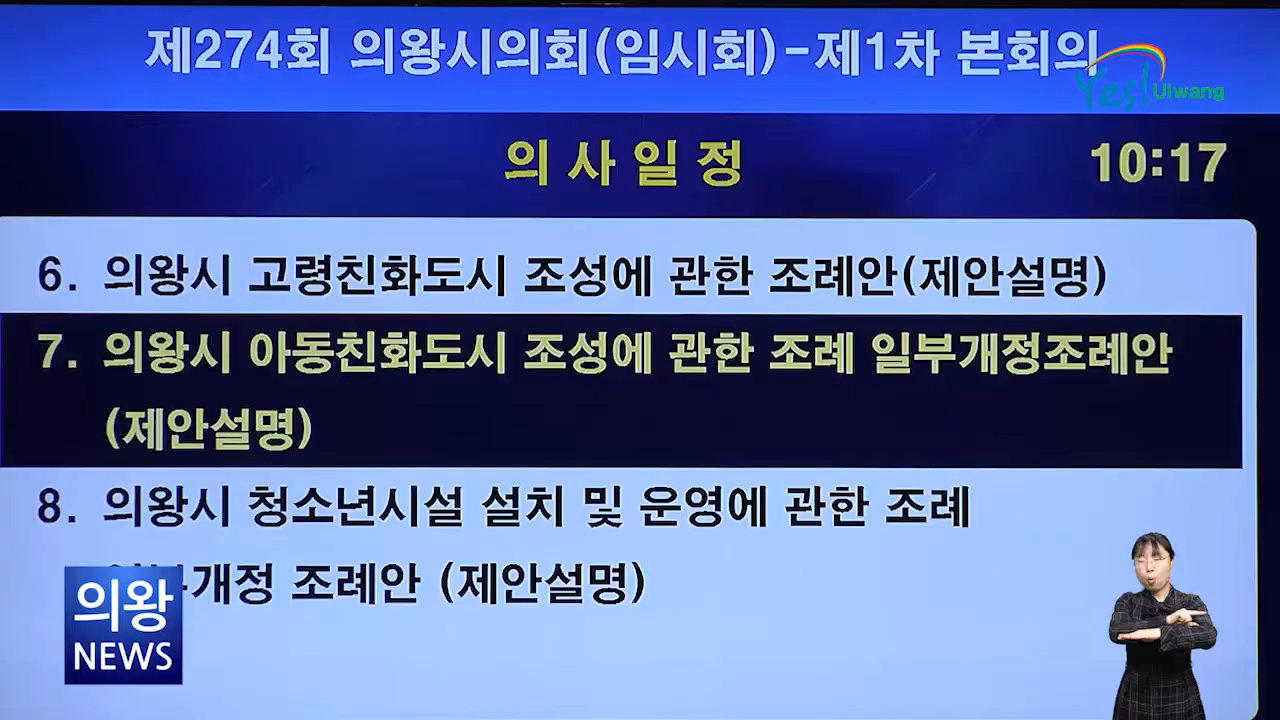 제274회 의왕시의회(임시회)-제1차 본회의
Yes! Uiwang
의사일정
10:17
6. 의왕시 고령친화도시 조성에 관한 조례안(제안설명)
7. 의왕시 아동친화도시 조성에 관한 조례 일부개정조례안
(제안설명)
8. 의왕시 청소년시설 설치 및 운영에 관한 조례
개정 조례안 (제안설명)
의왕
NEWS